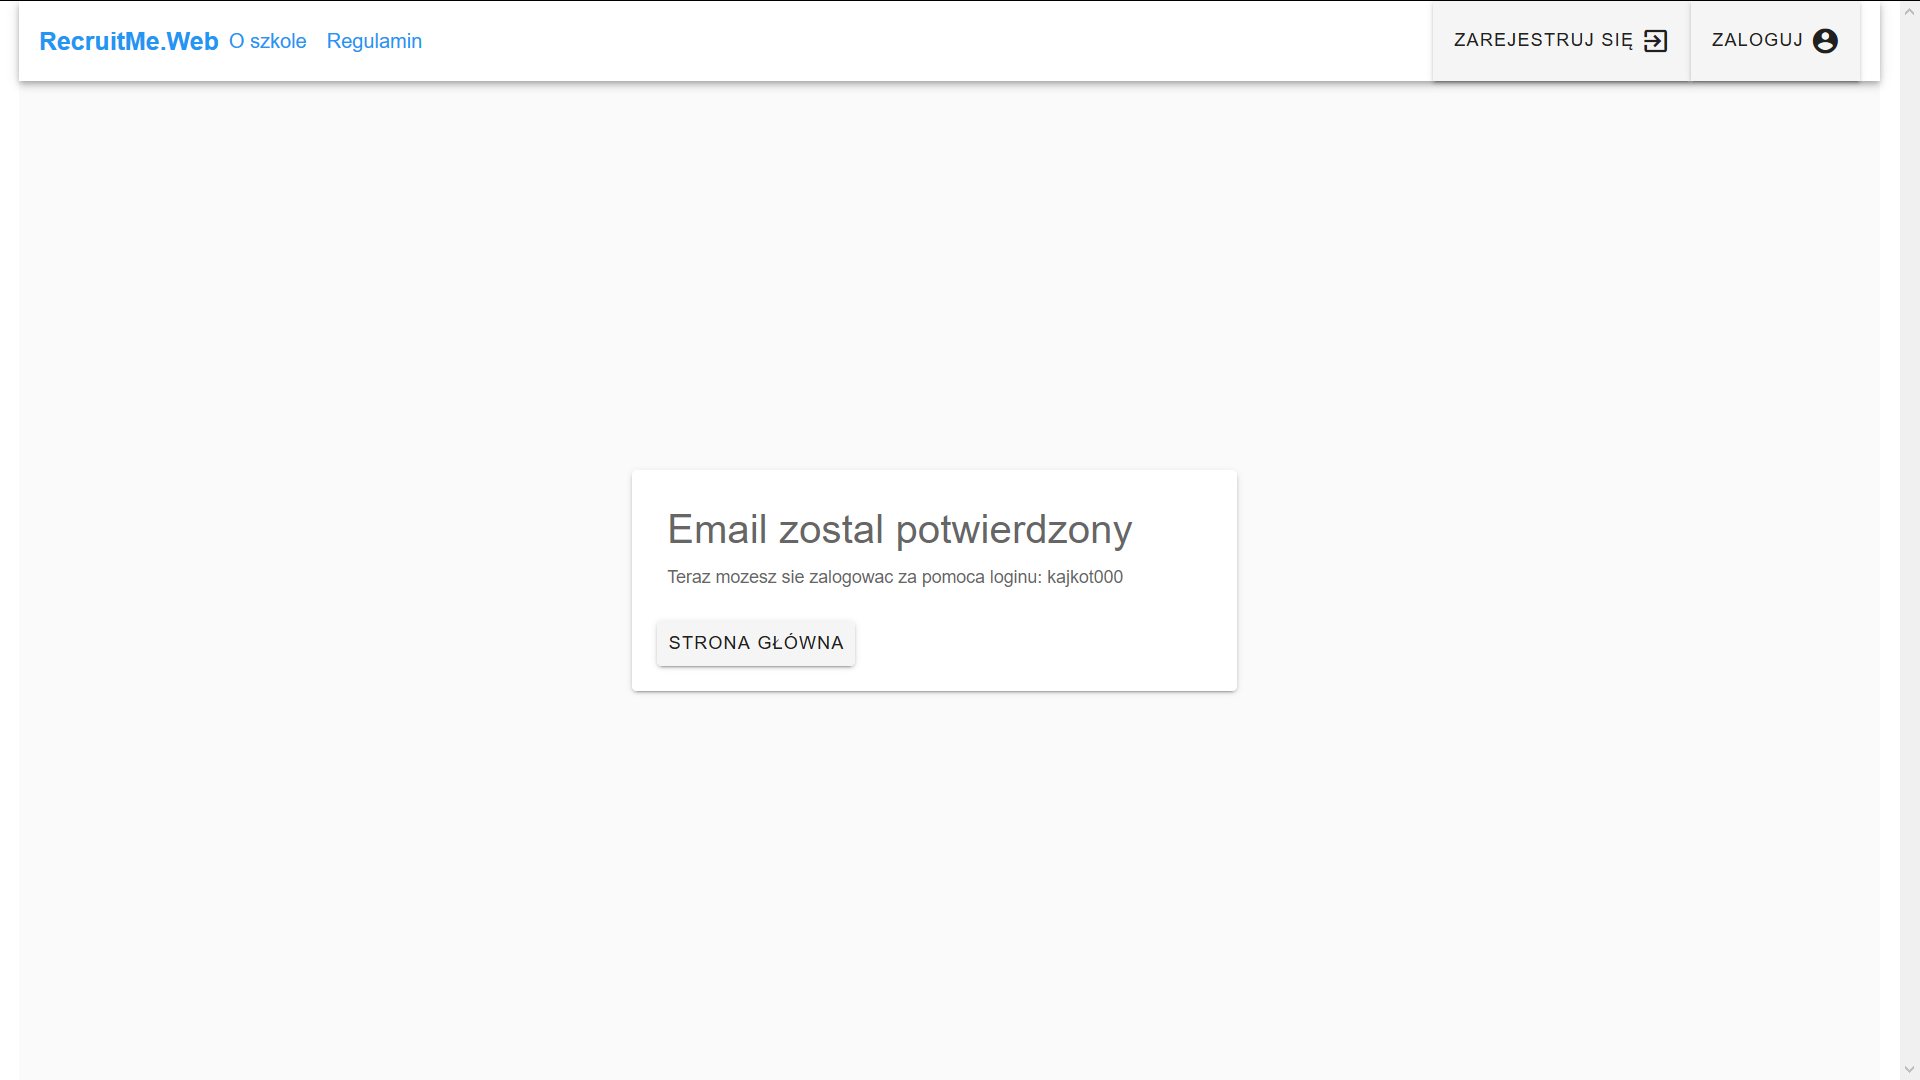 RecruitMe.Web O szkole Regulamin ZAREJESTRUJ SIĘ ZALOGUJ
Email zostal potwierdzony
Teraz mozesz sie zalogowac za pomoca loginu: kajkot000
STRONA GŁÓWNA